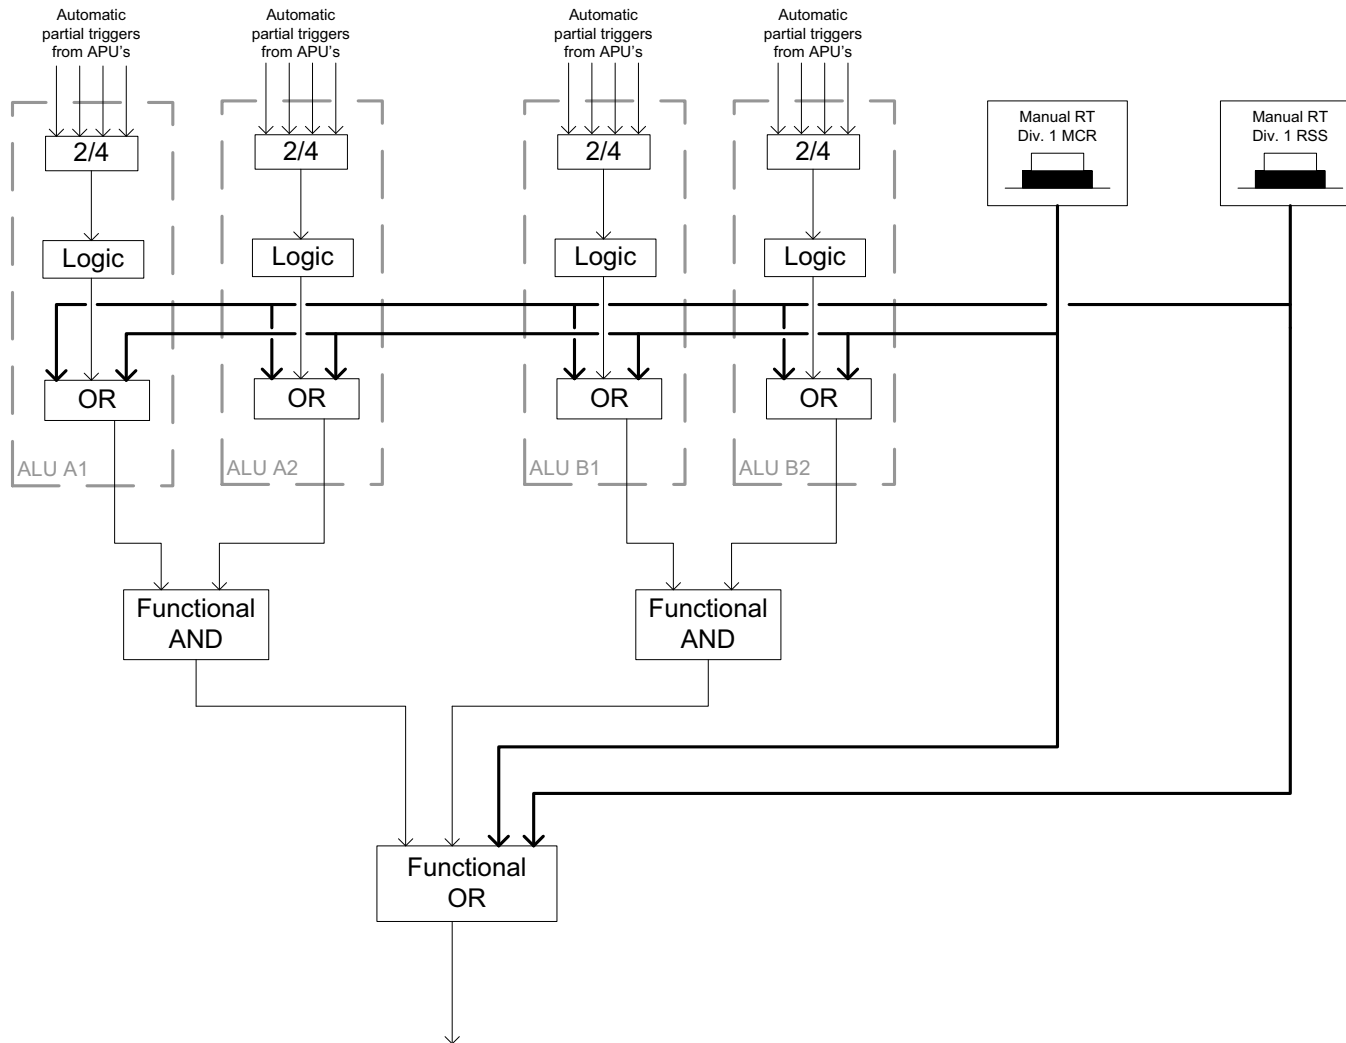 Automatic
partial triggers
from APU's
Automatic
partial triggers
from APU's
Automatic
partial triggers
from APU's
Automatic
partial triggers
from APU's
Manual RT
Div. 1 MCR
Manual RT
Div. 1 RSS
2/4
2/4
2/4
2/4
Logic
Logic
Logic
Logic
OR
OR
OR
OR
ALU A1
ALU A2
ALU B1
ALU B2
Functional
AND
Functional
AND
Functional
OR